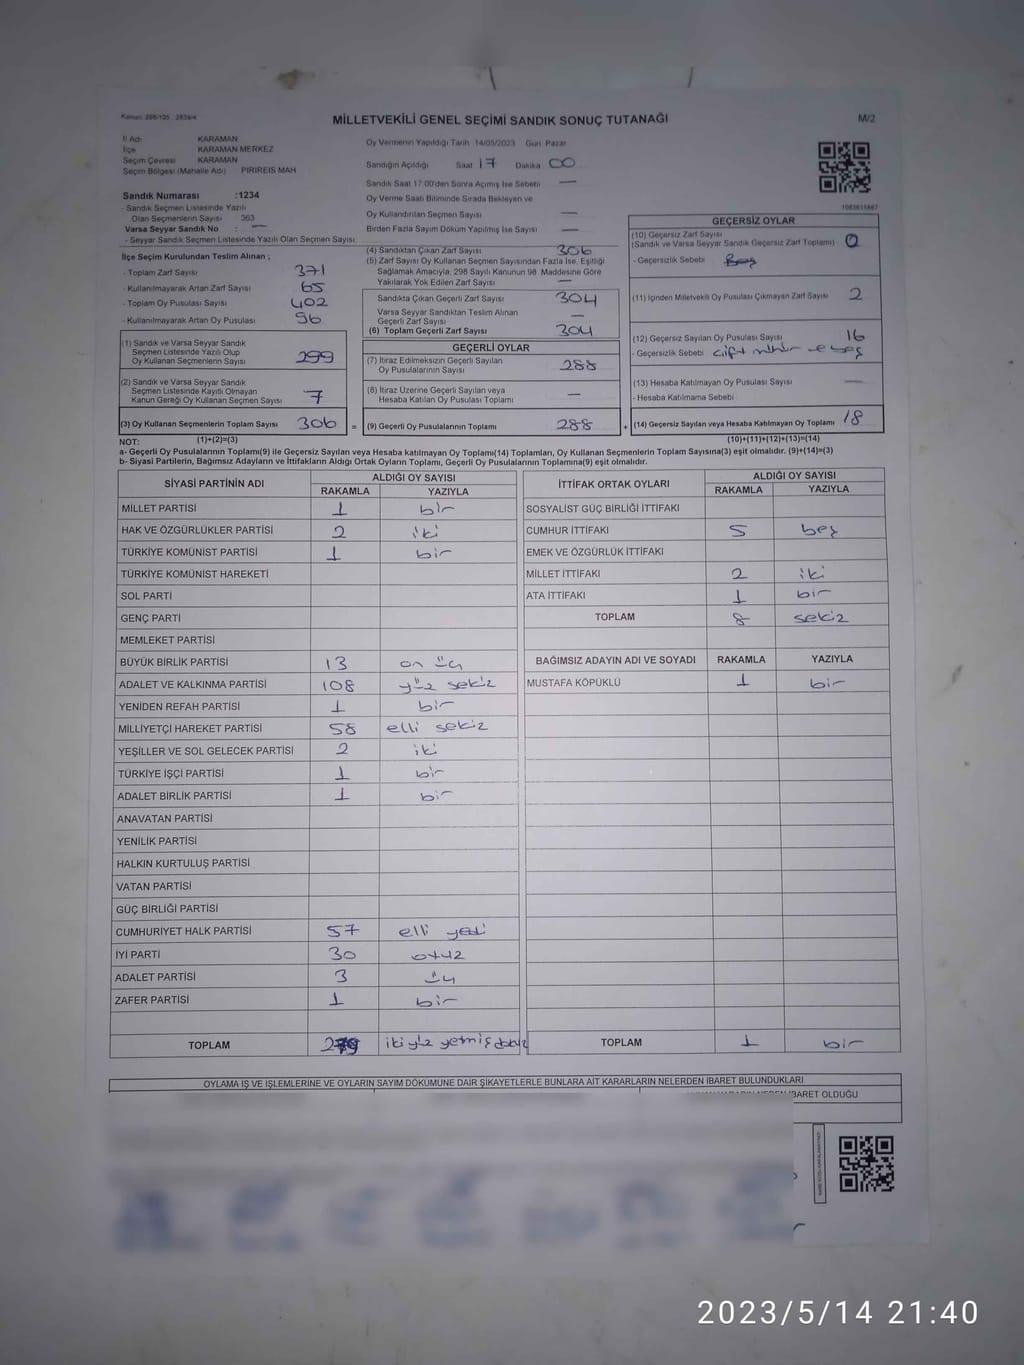 Kanun: 298/105 2839/4
MİLLETVEKİLİ GENEL SEÇİMİ SANDIK SONUÇ TUTANAĞI
M/2
İl Adı KARAMAN
İlçe KARAMAN MERKEZ
Seçim Çevresi KARAMAN
Seçim Bölgesi (Mahalle Adı) PIRIREIS MAH
Sandık Numarası :1234
- Sandık Seçmen Listesinde Yazılı
Olan Seçmenlerin Sayısı 363
Varsa Seyyar Sandık No : —
- Seyyar Sandık Seçmen Listesinde Yazılı Olan Seçmen Sayısı:
Oy Vermenin Yapıldığı Tarih 14/05/2023 Gün Pazar
Sandığın Açıldığı Saat 17 Dakika 00
Sandık Saat 17:00'den Sonra Açılmış İse Sebebi —
Oy Verme Saati Bitiminde Sırada Bekleyen ve
Oy Kullandırılan Seçmen Sayısı —
Birden Fazla Sayım Döküm Yapılmış İse Sayısı —
İlçe Seçim Kurulundan Teslim Alınan ;
- Toplam Zarf Sayısı 371
- Kullanılmayarak Artan Zarf Sayısı 65
- Toplam Oy Pusulası Sayısı 402
- Kullanılmayarak Artan Oy Pusulası 96
(1) Sandık ve Varsa Seyyar Sandık
Seçmen Listesinde Yazılı Olup
Oy Kullanan Seçmenlerin Sayısı 299
(2) Sandık ve Varsa Seyyar Sandık
Seçmen Listesinde Kayıtlı Olmayan
Kanun Gereği Oy Kullanan Seçmen Sayısı 7
(3) Oy Kullanan Seçmenlerin Toplam Sayısı 306 =
(4) Sandıktan Çıkan Zarf Sayısı 306
(5) Zarf Sayısı Oy Kullanan Seçmen Sayısından Fazla İse, Eşitliği
Sağlamak Amacıyla, 298 Sayılı Kanunun 98. Maddesine Göre
Yakılarak Yok Edilen Zarf Sayısı —
Sandıkta Çıkan Geçerli Zarf Sayısı 304
Varsa Seyyar Sandıktan Teslim Alınan
Geçerli Zarf Sayısı —
(6) Toplam Geçerli Zarf Sayısı 304
GEÇERLİ OYLAR
(7) İtiraz Edilmeksizin Geçerli Sayılan
Oy Pusulalarının Sayısı 288
(8) İtiraz Üzerine Geçerli Sayılan veya
Hesaba Katılan Oy Pusulası Toplamı —
(9) Geçerli Oy Pusulalarının Toplamı 288 +
GEÇERSİZ OYLAR
(10) Geçersiz Zarf Sayısı
(Sandık ve Varsa Seyyar Sandık Geçersiz Zarf Toplamı) 0
- Geçersizlik Sebebi
(11) İçinden Milletvekili Oy Pusulası Çıkmayan Zarf Sayısı 2
(12) Geçersiz Sayılan Oy Pusulası Sayısı 16
- Geçersizlik Sebebi çift mühür ve boş
(13) Hesaba Katılmayan Oy Pusulası Sayısı —
- Hesaba Katılmama Sebebi
(14) Geçersiz Sayılan veya Hesaba Katılmayan Oy Toplamı 18
NOT: (1)+(2)=(3) (10)+(11)+(12)+(13)=(14)
a- Geçerli Oy Pusulalarının Toplamı(9) ile Geçersiz Sayılan veya Hesaba katılmayan Oy Toplamı(14) Toplamları, Oy Kullanan Seçmenlerin Toplam Sayısına(3) eşit olmalıdır. (9)+(14)=(3)
b- Siyasi Partilerin, Bağımsız Adayların ve İttifakların Aldığı Ortak Oyların Toplamı, Geçerli Oy Pusulalarının Toplamına(9) eşit olmalıdır.
SİYASİ PARTİNİN ADI ALDIĞI OY SAYISI
RAKAMLA YAZIYLA
MİLLET PARTİSİ 1 bir
HAK VE ÖZGÜRLÜKLER PARTİSİ 2 iki
TÜRKİYE KOMÜNİST PARTİSİ 1 bir
TÜRKİYE KOMÜNİST HAREKETİ
SOL PARTİ
GENÇ PARTİ
MEMLEKET PARTİSİ
BÜYÜK BİRLİK PARTİSİ 13 on üç
ADALET VE KALKINMA PARTİSİ 108 yüz sekiz
YENİDEN REFAH PARTİSİ 1 bir
MİLLİYETÇİ HAREKET PARTİSİ 58 elli sekiz
YEŞİLLER VE SOL GELECEK PARTİSİ 2 iki
TÜRKİYE İŞÇİ PARTİSİ 1 bir
ADALET BİRLİK PARTİSİ 1 bir
ANAVATAN PARTİSİ
YENİLİK PARTİSİ
HALKIN KURTULUŞ PARTİSİ
VATAN PARTİSİ
GÜÇ BİRLİĞİ PARTİSİ
CUMHURİYET HALK PARTİSİ 57 elli yedi
İYİ PARTİ 30 otuz
ADALET PARTİSİ 3 üç
ZAFER PARTİSİ 1 bir
TOPLAM 279 iki yüz yetmiş dokuz
İTTİFAK ORTAK OYLARI ALDIĞI OY SAYISI
RAKAMLA YAZIYLA
SOSYALİST GÜÇ BİRLİĞİ İTTİFAKI
CUMHUR İTTİFAKI 5 beş
EMEK VE ÖZGÜRLÜK İTTİFAKI
MİLLET İTTİFAKI 2 iki
ATA İTTİFAKI 1 bir
TOPLAM 8 sekiz
BAĞIMSIZ ADAYIN ADI VE SOYADI RAKAMLA YAZIYLA
MUSTAFA KÖPÜKLÜ 1 bir
TOPLAM 1 bir
OYLAMA İŞ VE İŞLEMLERİNE VE OYLARIN SAYIM DÖKÜMÜNE DAİR ŞİKAYETLERLE BUNLARA AİT KARARLARIN NELERDEN İBARET BULUNDUKLARI
İBARET OLDUĞU
2023/5/14 21:40